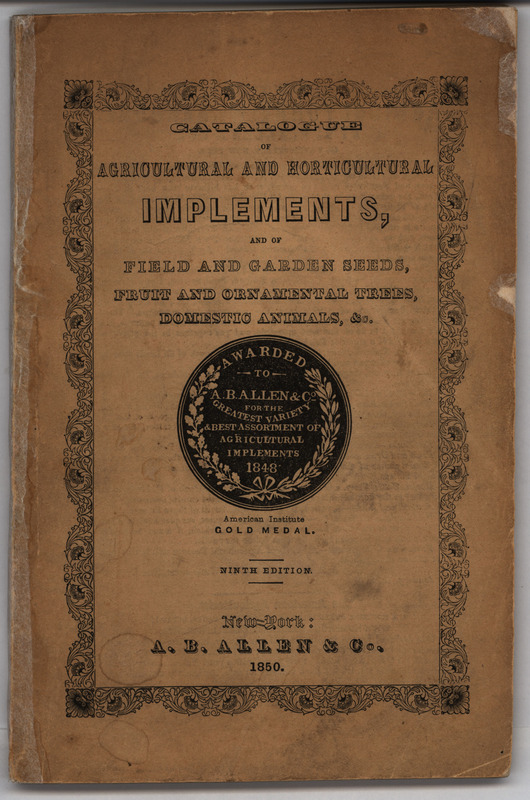 CATALOGUE
OF
AGRICULTURAL AND HORTICULTURAL
IMPLEMENTS,
AND OF
FIELD AND GARDEN SEEDS,
FRUIT AND ORNAMENTAL TREES,
DOMESTIC ANIMALS, &c.
AWARDED
TO
A.B.ALLEN & Co
FOR THE
GREATEST VARIETY
& BEST ASSORTMENT OF
AGRICULTURAL
IMPLEMENTS
1848
American Institute
GOLD MEDAL.
NINTH EDITION.
New-York:
A. B. ALLEN & Co.
1850.